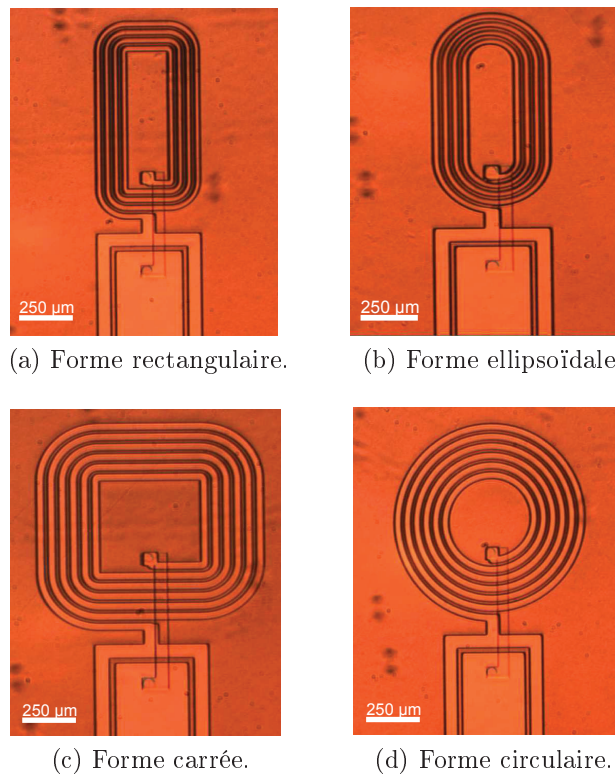 250 µm
250 µm
(a) Forme rectangulaire.
(b) Forme ellipsoïdale
250 µm
250 µm
(c) Forme carrée.
(d) Forme circulaire.